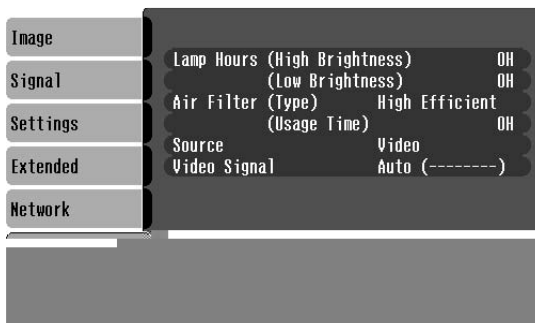 Image
Signal
Settings
Extended
Network
Lamp Hours (High Brightness) 0H
(Low Brightness) 0H
Air Filter (Type) High Efficient
(Usage Time) 0H
Source Video
Video Signal Auto (--------)